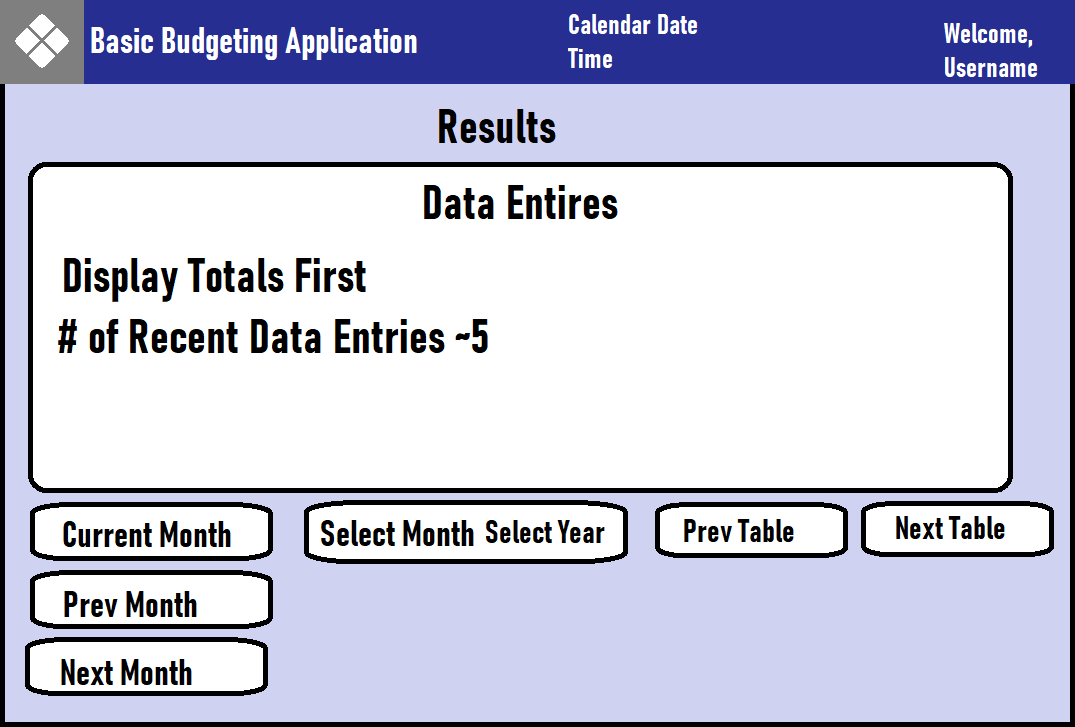 Basic Budgeting Application
Calendar Date
Time
Welcome,
Username
Results
Data Entires
Display Totals First
# of Recent Data Entries ~5
Current Month
Select Month Select Year
Prev Table
Next Table
Prev Month
Next Month